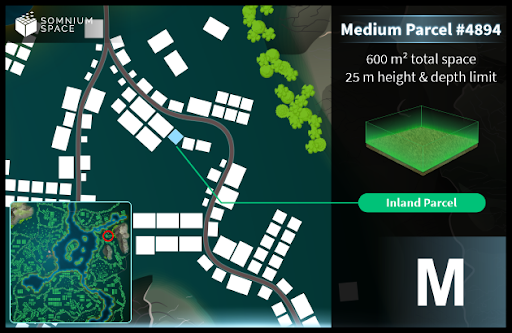 SOMNIUM
SPACE
Medium Parcel #4894
600 m² total space
25 m height & depth limit
Inland Parcel
M